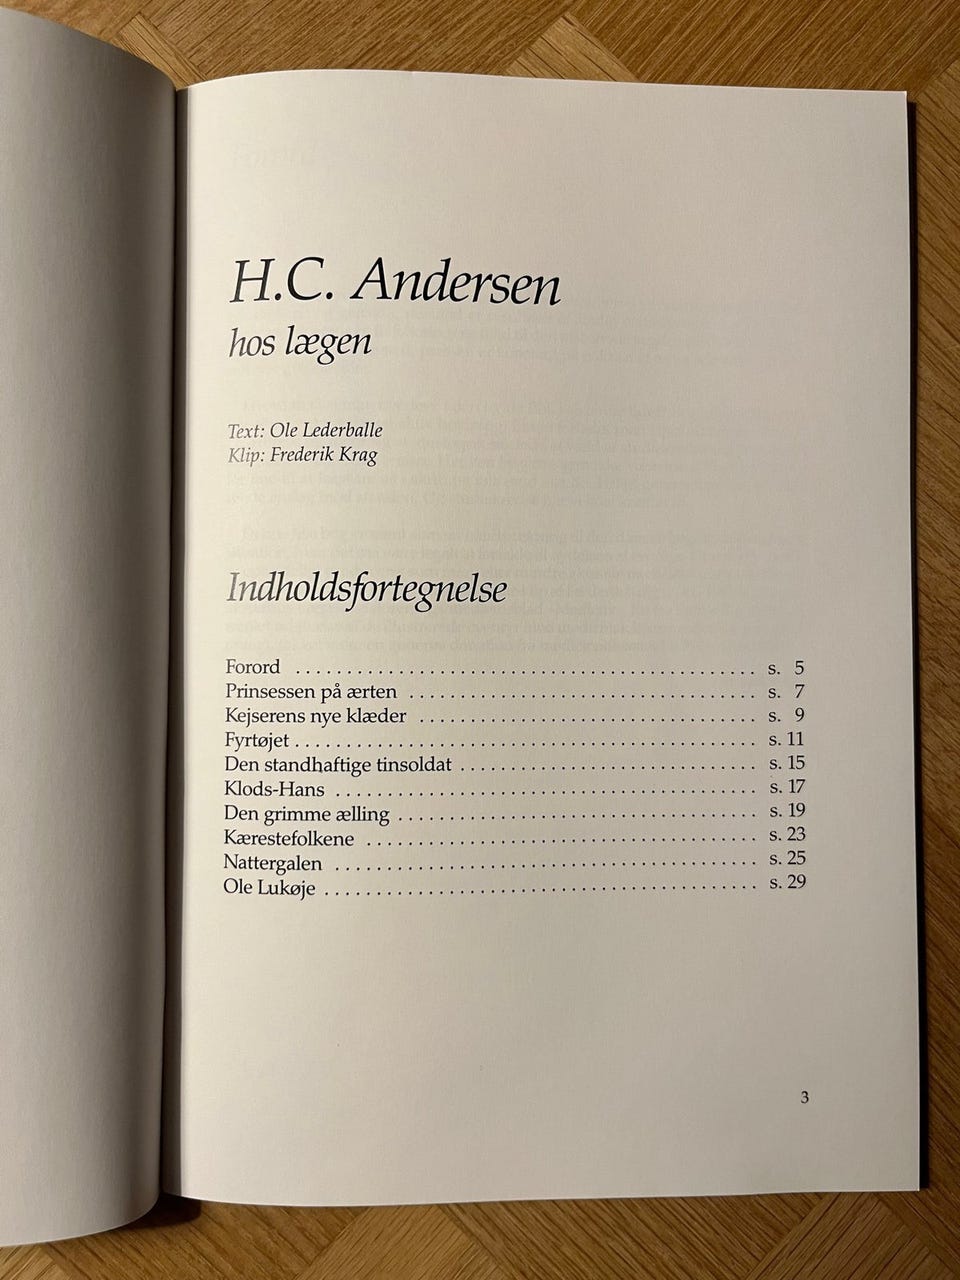 H.C. Andersen
hos lægen
Text: Ole Lederballe
Klip: Frederik Krag
Indholdsfortegnelse
Forord . . . . . . . . . . . . . . . . . . . . . . . . . . . . . . . . . . . . . . . . . . . . . . s. 5
Prinsessen på ærten . . . . . . . . . . . . . . . . . . . . . . . . . . . . . . . . . . . s. 7
Kejserens nye klæder . . . . . . . . . . . . . . . . . . . . . . . . . . . . . . . . . . s. 9
Fyrtøjet . . . . . . . . . . . . . . . . . . . . . . . . . . . . . . . . . . . . . . . . . . . . . . s. 11
Den standhaftige tinsoldat . . . . . . . . . . . . . . . . . . . . . . . . . . . . . . s. 15
Klods-Hans . . . . . . . . . . . . . . . . . . . . . . . . . . . . . . . . . . . . . . . . . . s. 17
Den grimme ælling . . . . . . . . . . . . . . . . . . . . . . . . . . . . . . . . . . . . s. 19
Kærestefolkene . . . . . . . . . . . . . . . . . . . . . . . . . . . . . . . . . . . . . . . s. 23
Nattergalen . . . . . . . . . . . . . . . . . . . . . . . . . . . . . . . . . . . . . . . . . . s. 25
Ole Lukøje . . . . . . . . . . . . . . . . . . . . . . . . . . . . . . . . . . . . . . . . . . . s. 29
3